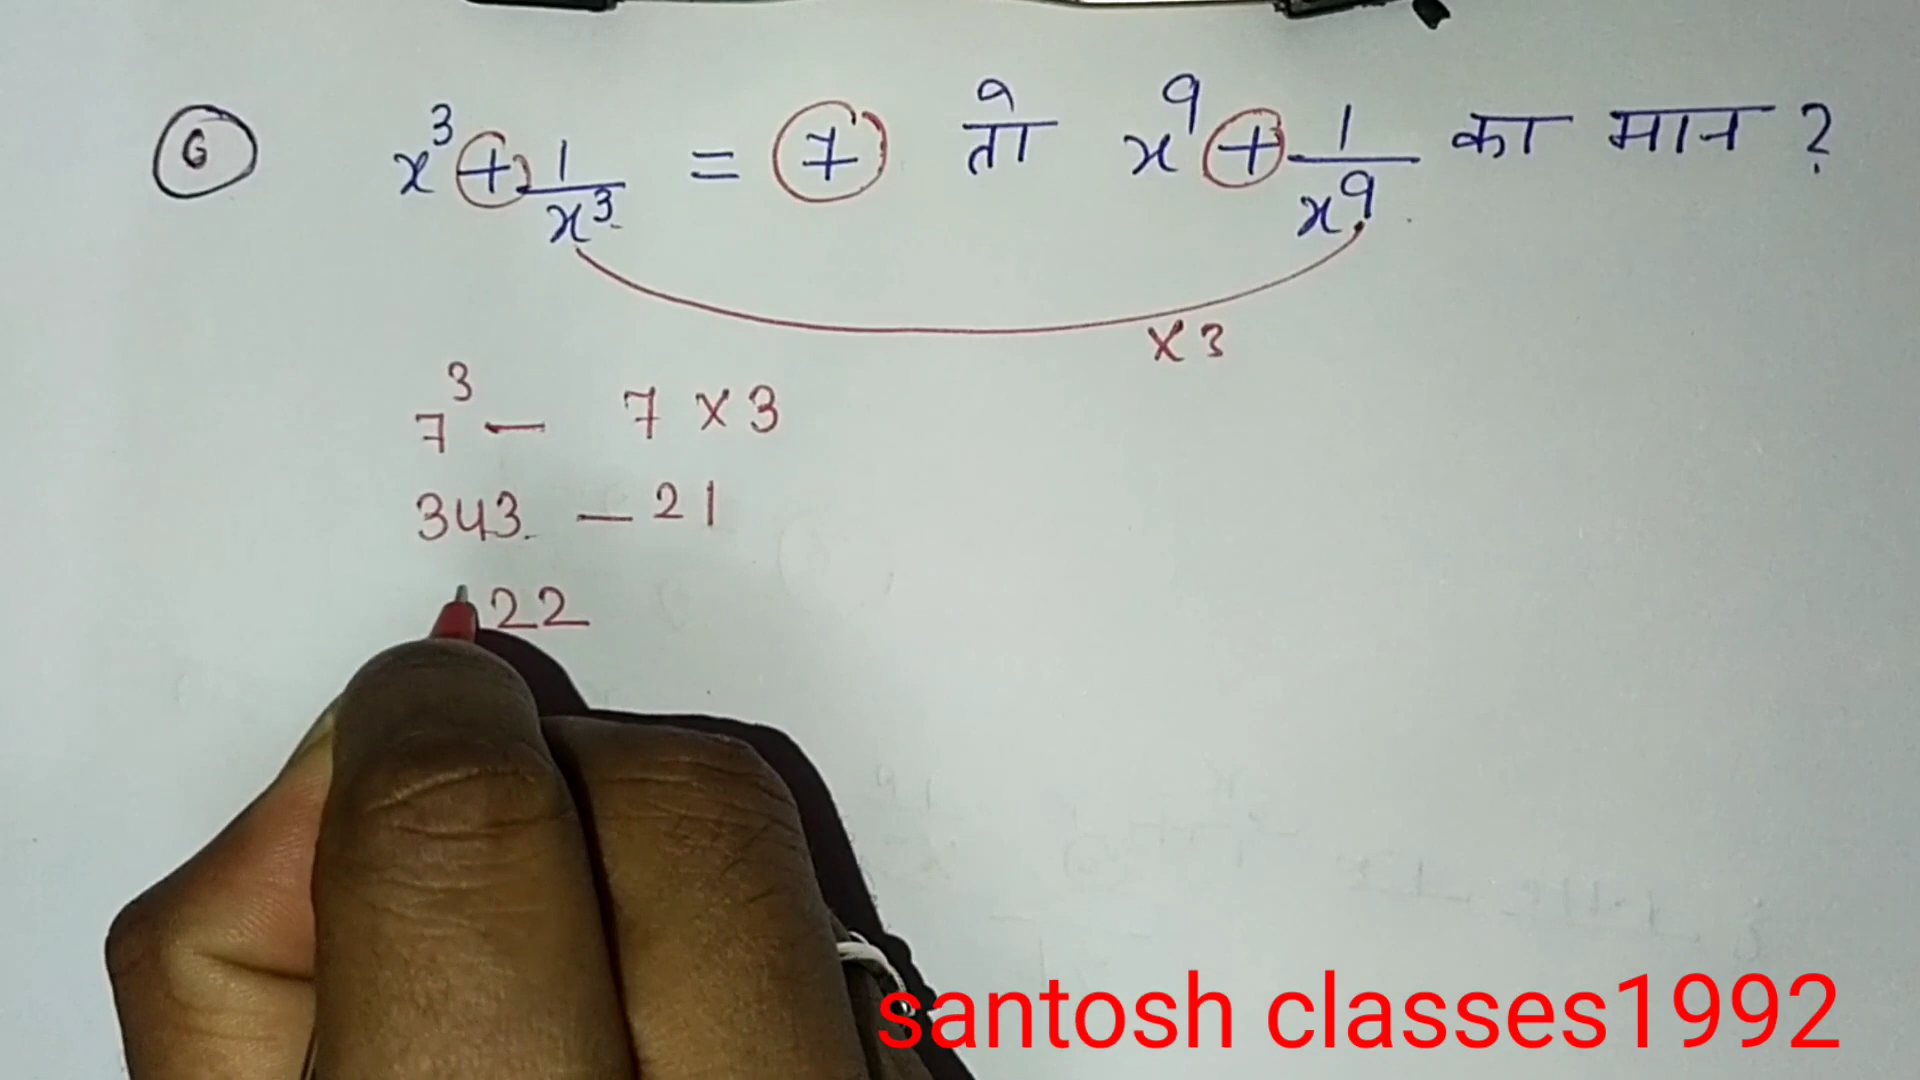 6 x³ + 1/x³ = 7 तो x⁹ + 1/x⁹ का मान ?
×3
7³ – 7 × 3
343 – 21
22
santosh classes1992